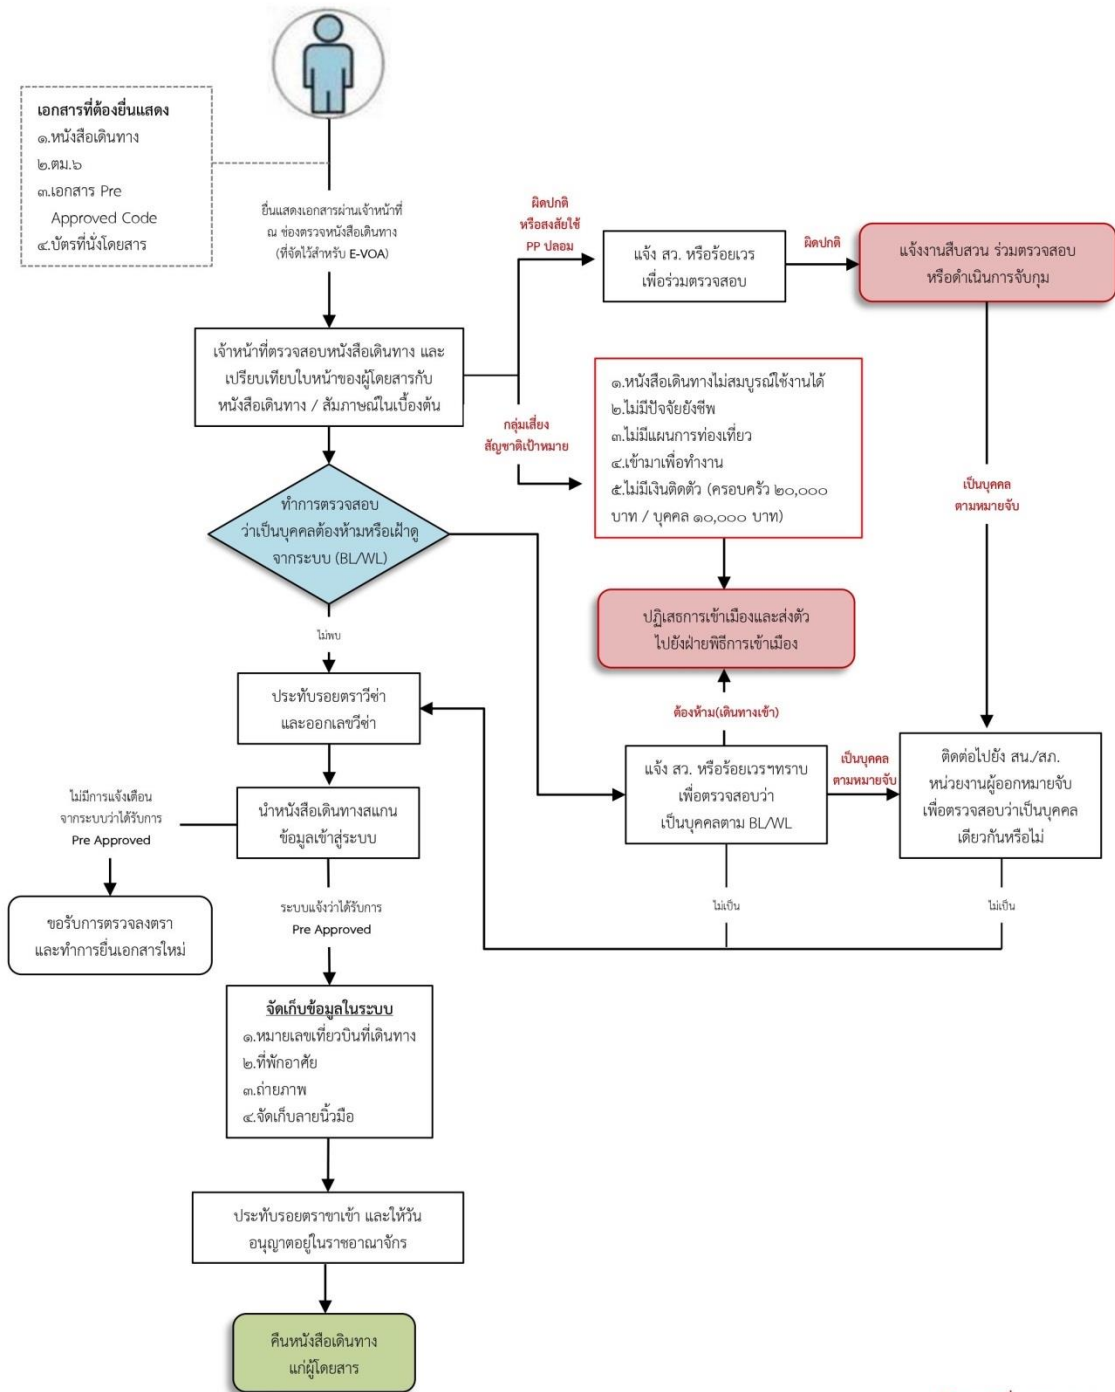 เอกสารที่ต้องยื่นแสดง
๑.หนังสือเดินทาง
๒.ตม.๖
๓.เอกสาร Pre
Approved Code
๔.บัตรที่นั่งโดยสาร
ยื่นแสดงเอกสารผ่านเจ้าหน้าที่
ณ ช่องตรวจหนังสือเดินทาง
(ที่จัดไว้สำหรับ E-VOA)
ผิดปกติ
หรือสงสัยใช้
PP ปลอม
แจ้ง สว. หรือร้อยเวร
เพื่อร่วมตรวจสอบ
ผิดปกติ
แจ้งงานสืบสวน ร่วมตรวจสอบ
หรือดำเนินการจับกุม
เจ้าหน้าที่ตรวจสอบหนังสือเดินทาง และ
เปรียบเทียบใบหน้าของผู้โดยสารกับ
หนังสือเดินทาง / สัมภาษณ์ในเบื้องต้น
กลุ่มเสี่ยง
สัญชาติเป้าหมาย
๑.หนังสือเดินทางไม่สมบูรณ์ใช้งานได้
๒.ไม่มีปัจจัยยังชีพ
๓.ไม่มีแผนการท่องเที่ยว
๔.เข้ามาเพื่อทำงาน
๕.ไม่มีเงินติดตัว (ครอบครัว ๒๐,๐๐๐
บาท / บุคคล ๑๐,๐๐๐ บาท)
เป็นบุคคล
ตามหมายจับ
ทำการตรวจสอบ
ว่าเป็นบุคคลต้องห้ามหรือเฝ้าดู
จากระบบ (BL/WL)
ปฏิเสธการเข้าเมืองและส่งตัว
ไปยังฝ่ายพิธีการเข้าเมือง
ไม่พบ
ประทับรอยตราวีซ่า
และออกเลขวีซ่า
ต้องห้าม(เดินทางเข้า)
แจ้ง สว. หรือร้อยเวรฯทราบ
เพื่อตรวจสอบว่า
เป็นบุคคลตาม BL/WL
เป็นบุคคล
ตามหมายจับ
ติดต่อไปยัง สน./สภ.
หน่วยงานผู้ออกหมายจับ
เพื่อตรวจสอบว่าเป็นบุคคล
เดียวกันหรือไม่
ไม่มีการแจ้งเตือน
จากระบบว่าได้รับการ
Pre Approved
นำหนังสือเดินทางสแกน
ข้อมูลเข้าสู่ระบบ
ไม่เป็น
ไม่เป็น
ขอรับการตรวจลงตรา
และทำการยื่นเอกสารใหม่
ระบบแจ้งว่าได้รับการ
Pre Approved
จัดเก็บข้อมูลในระบบ
๑.หมายเลขเที่ยวบินที่เดินทาง
๒.ที่พักอาศัย
๓.ถ่ายภาพ
๔.จัดเก็บลายนิ้วมือ
ประทับรอยตราขาเข้า และให้วัน
อนุญาตอยู่ในราชอาณาจักร
คืนหนังสือเดินทาง
แก่ผู้โดยสาร